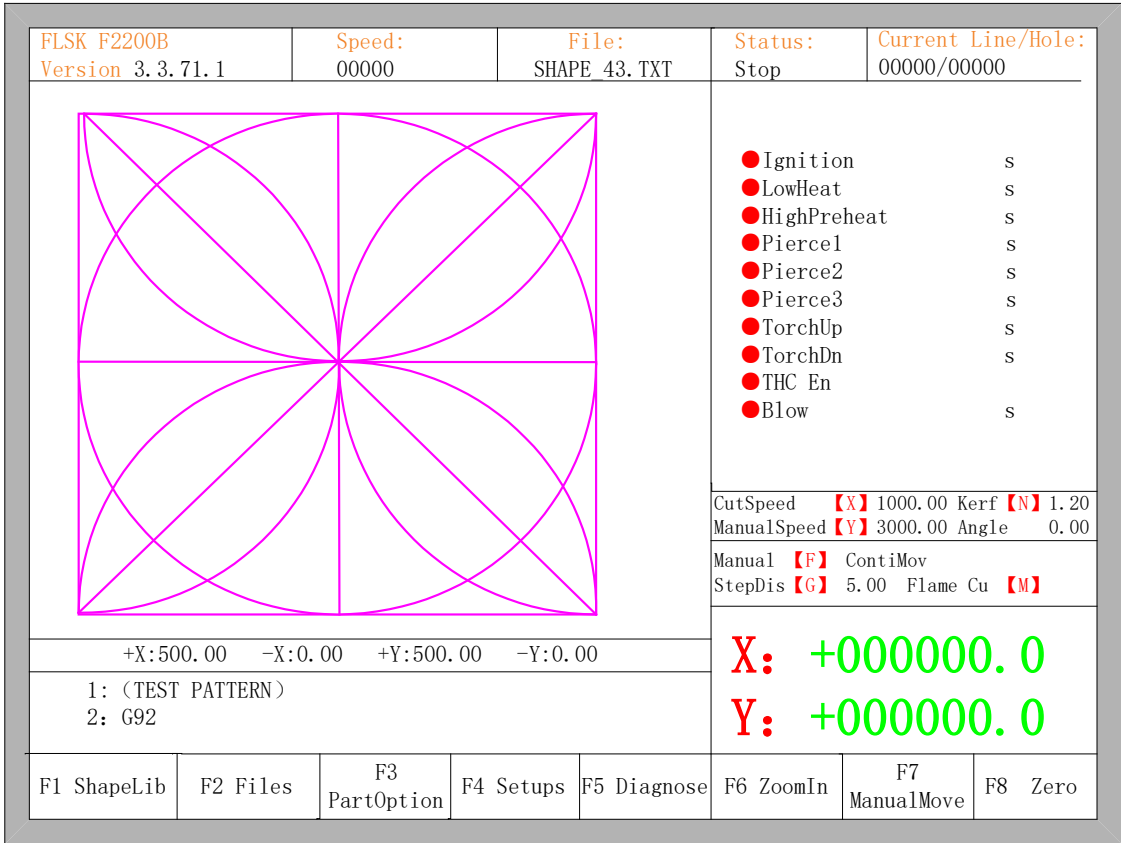 FLSK F2200B
Version 3.3.71.1
Speed:
00000
File:
SHAPE_43.TXT
Status:
Stop
Current Line/Hole:
00000/00000
Ignition s
LowHeat s
HighPreheat s
Pierce1 s
Pierce2 s
Pierce3 s
TorchUp s
TorchDn s
THC En
Blow s
CutSpeed 【X】 1000.00 Kerf 【N】 1.20
ManualSpeed 【Y】 3000.00 Angle 0.00
Manual 【F】 ContiMov
StepDis 【G】 5.00 Flame Cu 【M】
+X:500.00 -X:0.00 +Y:500.00 -Y:0.00
1: (TEST PATTERN)
2: G92
X: +000000.0
Y: +000000.0
F1 ShapeLib
F2 Files
F3
PartOption
F4 Setups
F5 Diagnose
F6 ZoomIn
F7
ManualMove
F8 Zero